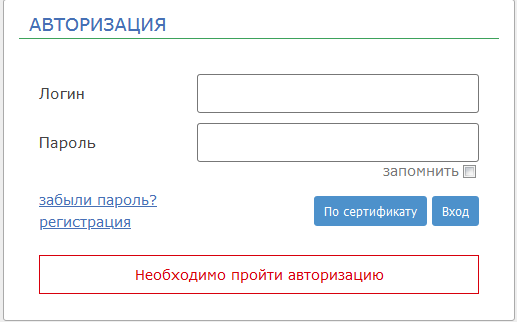 АВТОРИЗАЦИЯ
Логин
Пароль
запомнить
забыли пароль?
регистрация
По сертификату
Вход
Необходимо пройти авторизацию